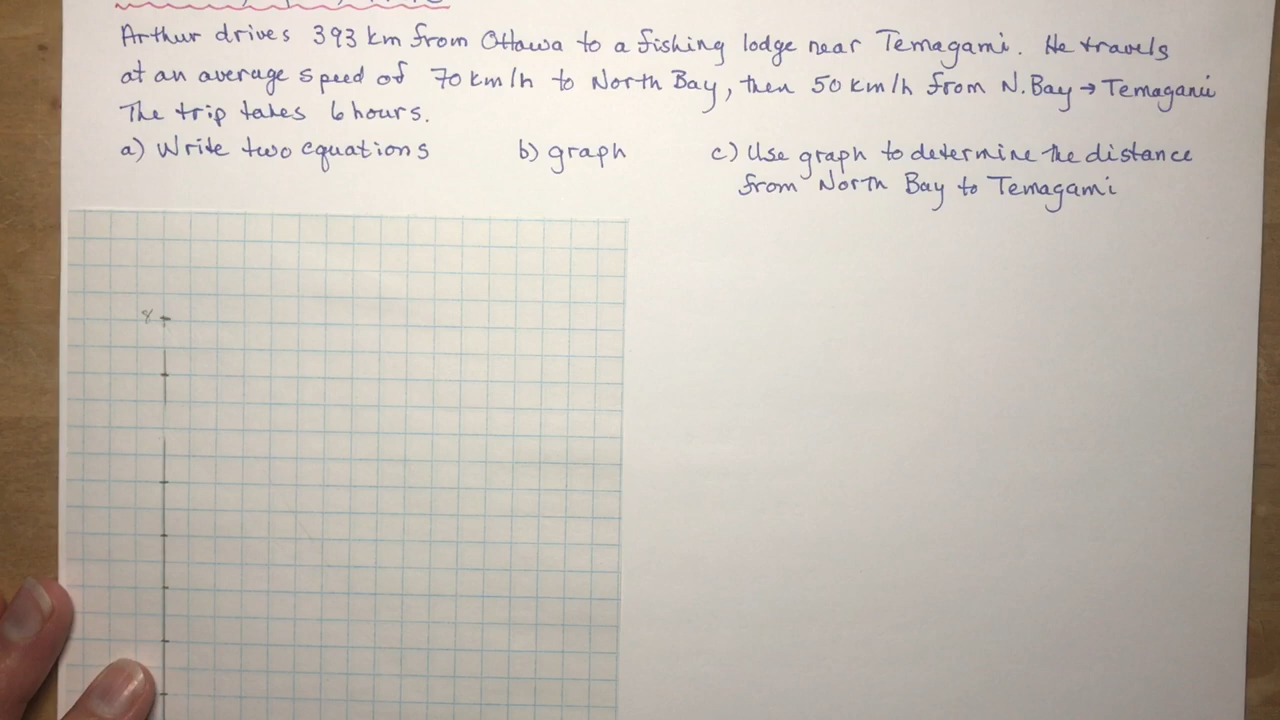 Arthur drives 393 km from Ottawa to a fishing lodge near Temagami. He travels
at an average speed of 70 km/h to North Bay, then 50 km/h from N. Bay → Temagami
The trip takes 6 hours.
a) Write two equations b) graph c) Use graph to determine the distance
from North Bay to Temagami
8